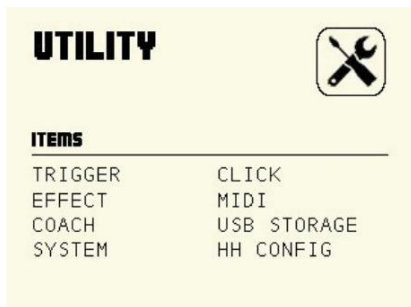 UTILITY
ITEMS
TRIGGER CLICK
EFFECT MIDI
COACH USB STORAGE
SYSTEM HH CONFIG